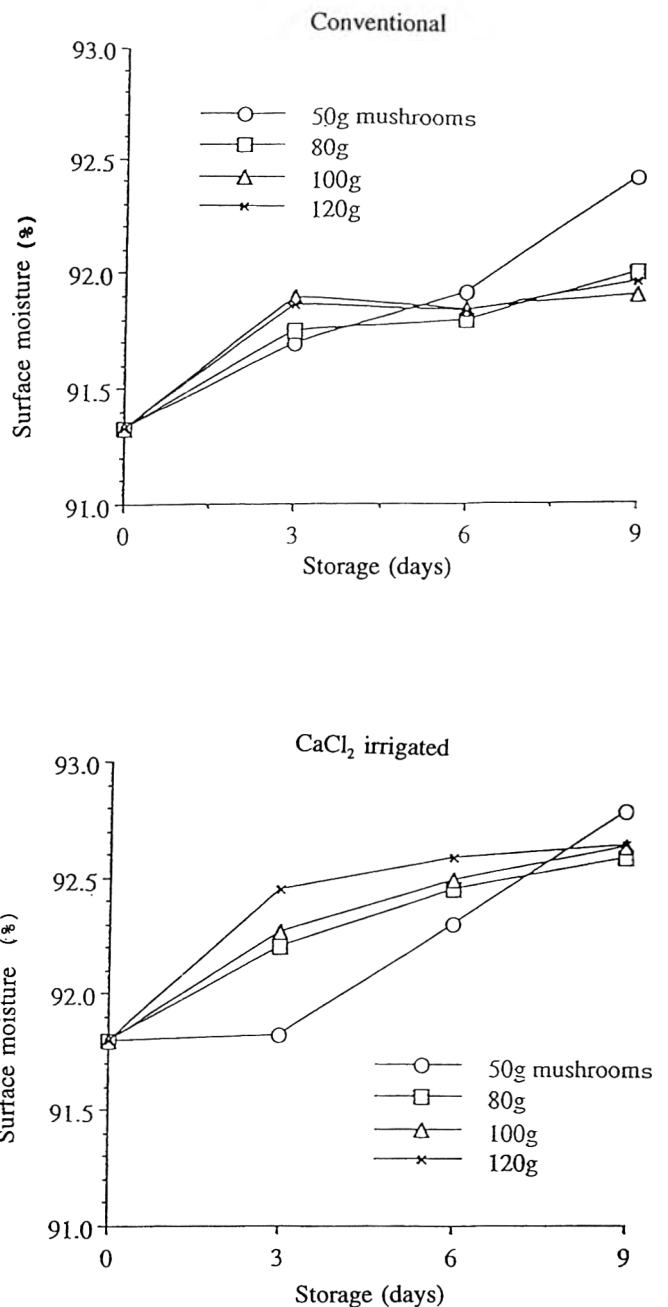 Conventional
93.0
92.5
92.0
91.5
91.0
Surface moisture (%)
50g mushrooms
80g
100g
120g
0 3 6 9
Storage (days)
CaCl₂ irrigated
93.0
92.5
92.0
91.5
91.0
Surface moisture (%)
50g mushrooms
80g
100g
120g
0 3 6 9
Storage (days)